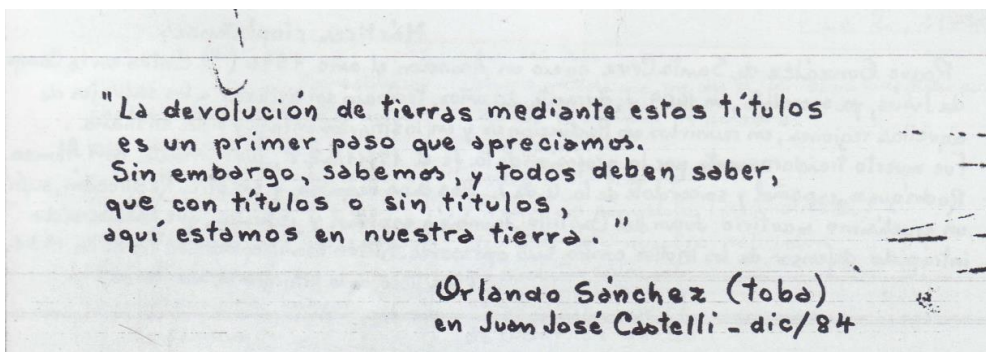 "La devolución de tierras mediante estos títulos
es un primer paso que apreciamos.
Sin embargo, sabemos, y todos deben saber,
que con títulos o sin títulos,
aquí estamos en nuestra tierra."
Orlando Sánchez (toba)
en Juan José Castelli - dic/84